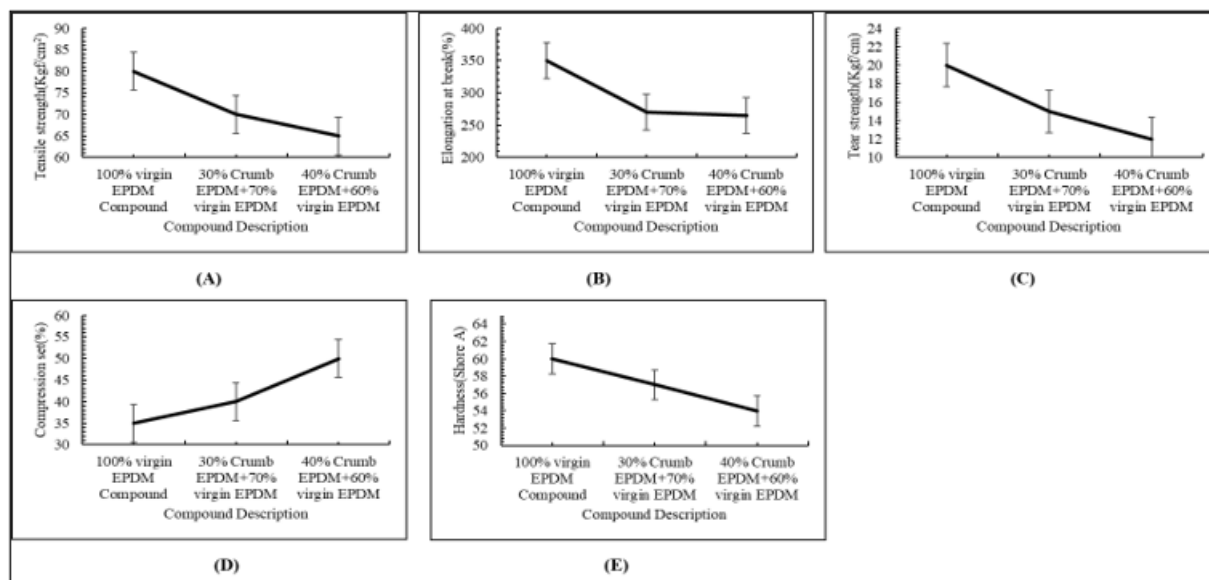 Tensile strength(Kgf/cm²)
90
85
80
75
70
65
60
100% virgin
EPDM
Compound
30% Crumb
EPDM+70%
virgin EPDM
40% Crumb
EPDM+60%
virgin EPDM
Compound Description
(A)
Elongation at break(%)
400
350
300
250
200
100% virgin
EPDM
Compound
30% Crumb
EPDM+70%
virgin EPDM
40% Crumb
EPDM+60%
virgin EPDM
Compound Description
(B)
Tear strength(Kgf/cm)
24
22
20
18
16
14
12
10
100% virgin
EPDM
Compound
30% Crumb
EPDM+70%
virgin EPDM
40% Crumb
EPDM+60%
virgin EPDM
Compound Description
(C)
Compression set(%)
60
55
50
45
40
35
30
100% virgin
EPDM
Compound
30% Crumb
EPDM+70%
virgin EPDM
40% Crumb
EPDM+60%
virgin EPDM
Compound Description
(D)
Hardness(Shore A)
64
62
60
58
56
54
52
50
100% virgin
EPDM
Compound
30% Crumb
EPDM+70%
virgin EPDM
40% Crumb
EPDM+60%
virgin EPDM
Compound Description
(E)